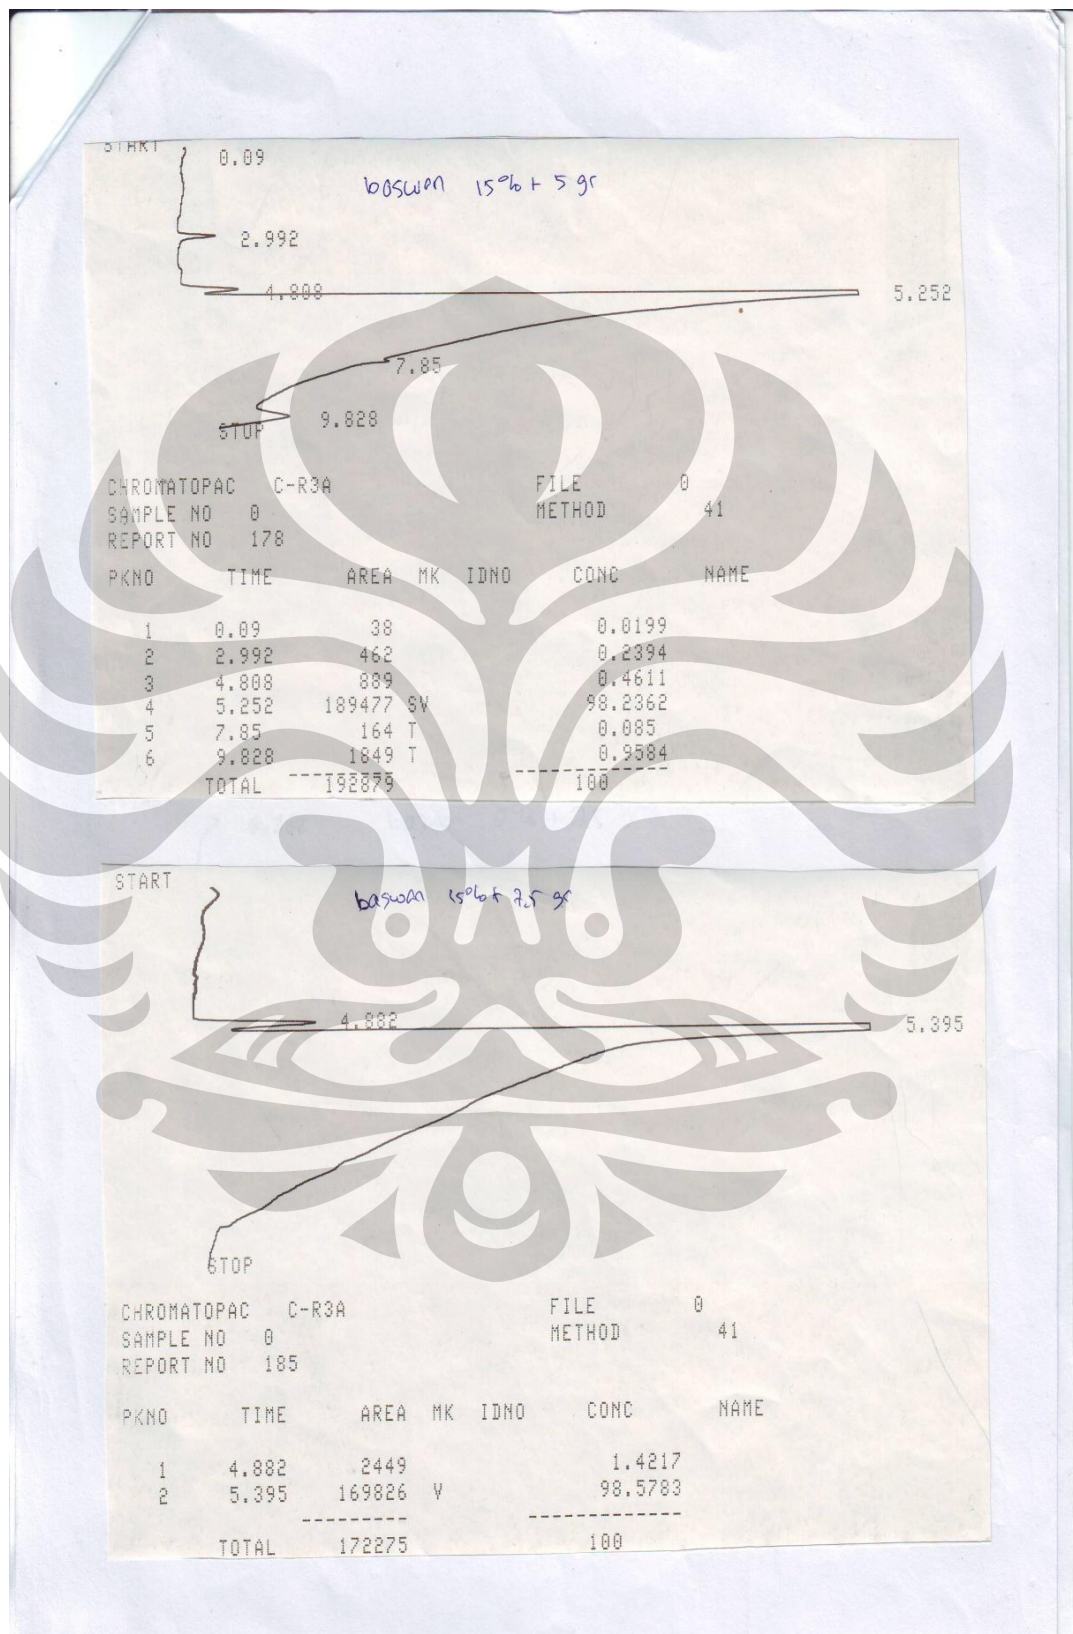 START
0.09
15% + 5 gr
2.992
4.808
5.252
7.85
9.828
STOP
CHROMATOPAC C-R3A FILE 0
SAMPLE NO 0 METHOD 41
REPORT NO 178
PKNO TIME AREA MK IDNO CONC NAME
1 0.09 38 0.0199
2 2.992 462 0.2394
3 4.808 889 0.4611
4 5.252 189477 SV 98.2362
5 7.85 164 T 0.085
6 9.828 1849 T 0.9584
TOTAL 192879 100
START
15% + 7,5 gr
4.882
5.395
STOP
CHROMATOPAC C-R3A FILE 0
SAMPLE NO 0 METHOD 41
REPORT NO 185
PKNO TIME AREA MK IDNO CONC NAME
1 4.882 2449 1.4217
2 5.395 169826 V 98.5783
TOTAL 172275 100